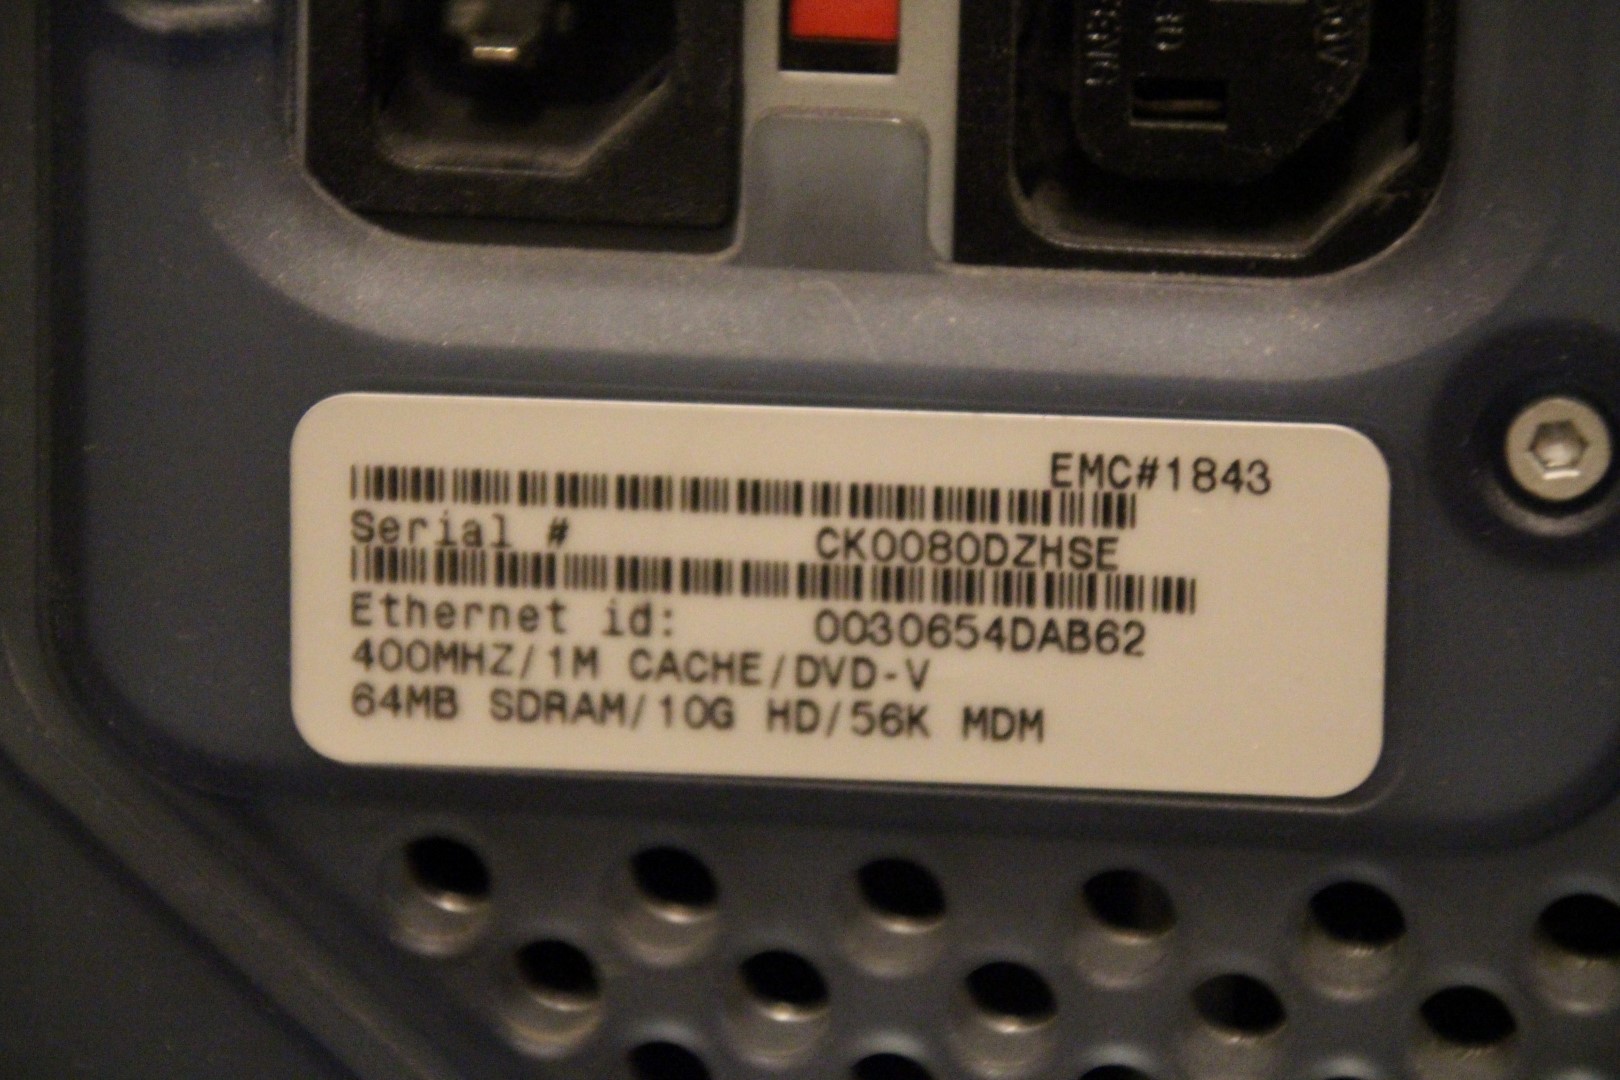 EMC#1843
Serial # CK0080DZHSE
Ethernet id: 0030654DAB62
400MHZ/1M CACHE/DVD-V
64MB SDRAM/10G HD/56K MDM